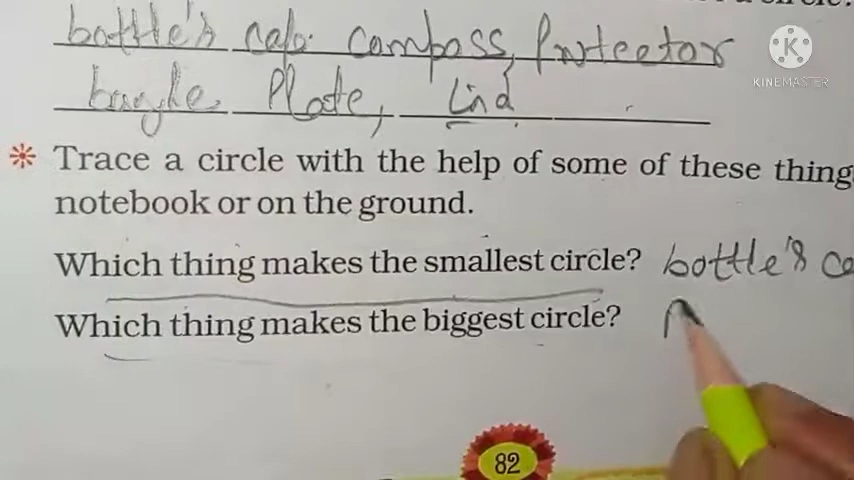 bottle's cap. compass, Protector
bangle, Plate, Lid
K
KINEMASTER
Trace a circle with the help of some of these thing
notebook or on the ground.
Which thing makes the smallest circle? bottle's ca
Which thing makes the biggest circle?
82